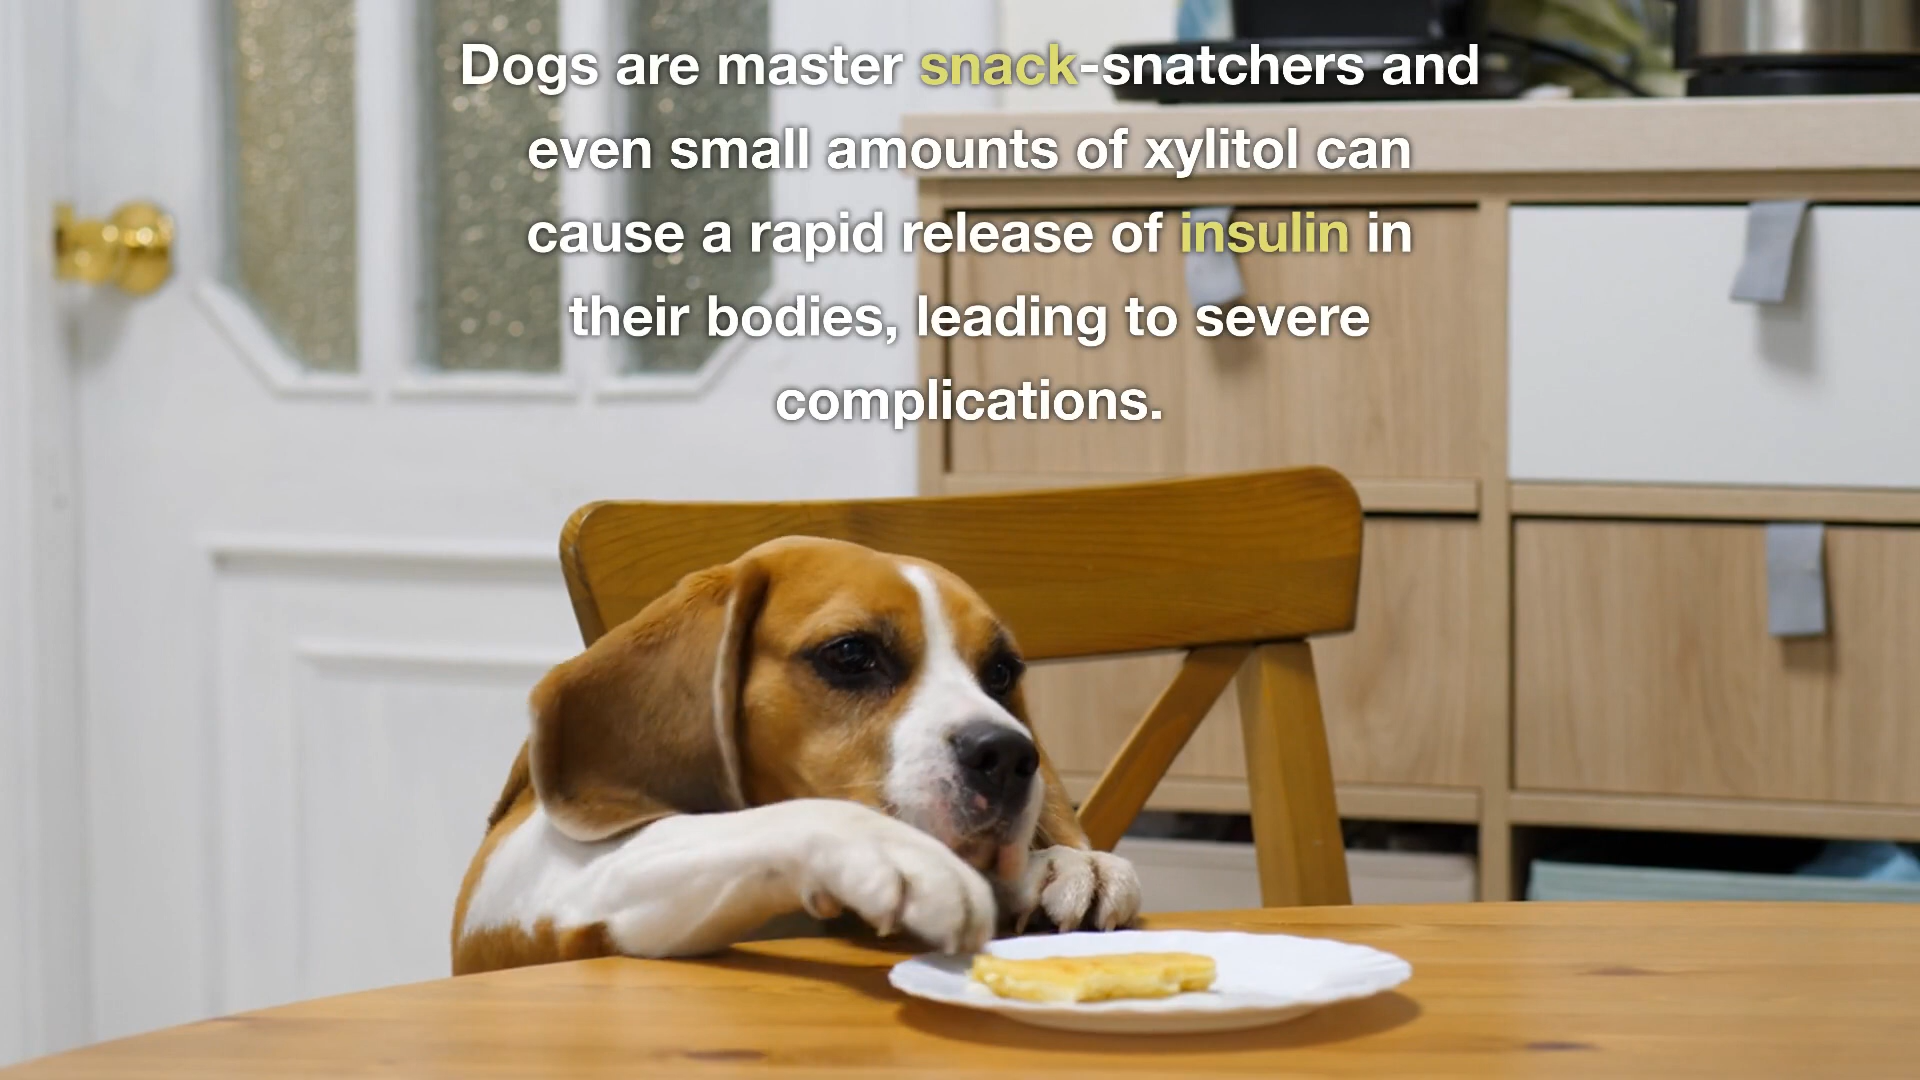 Dogs are master snack-snatchers and
even small amounts of xylitol can
cause a rapid release of insulin in
their bodies, leading to severe
complications.